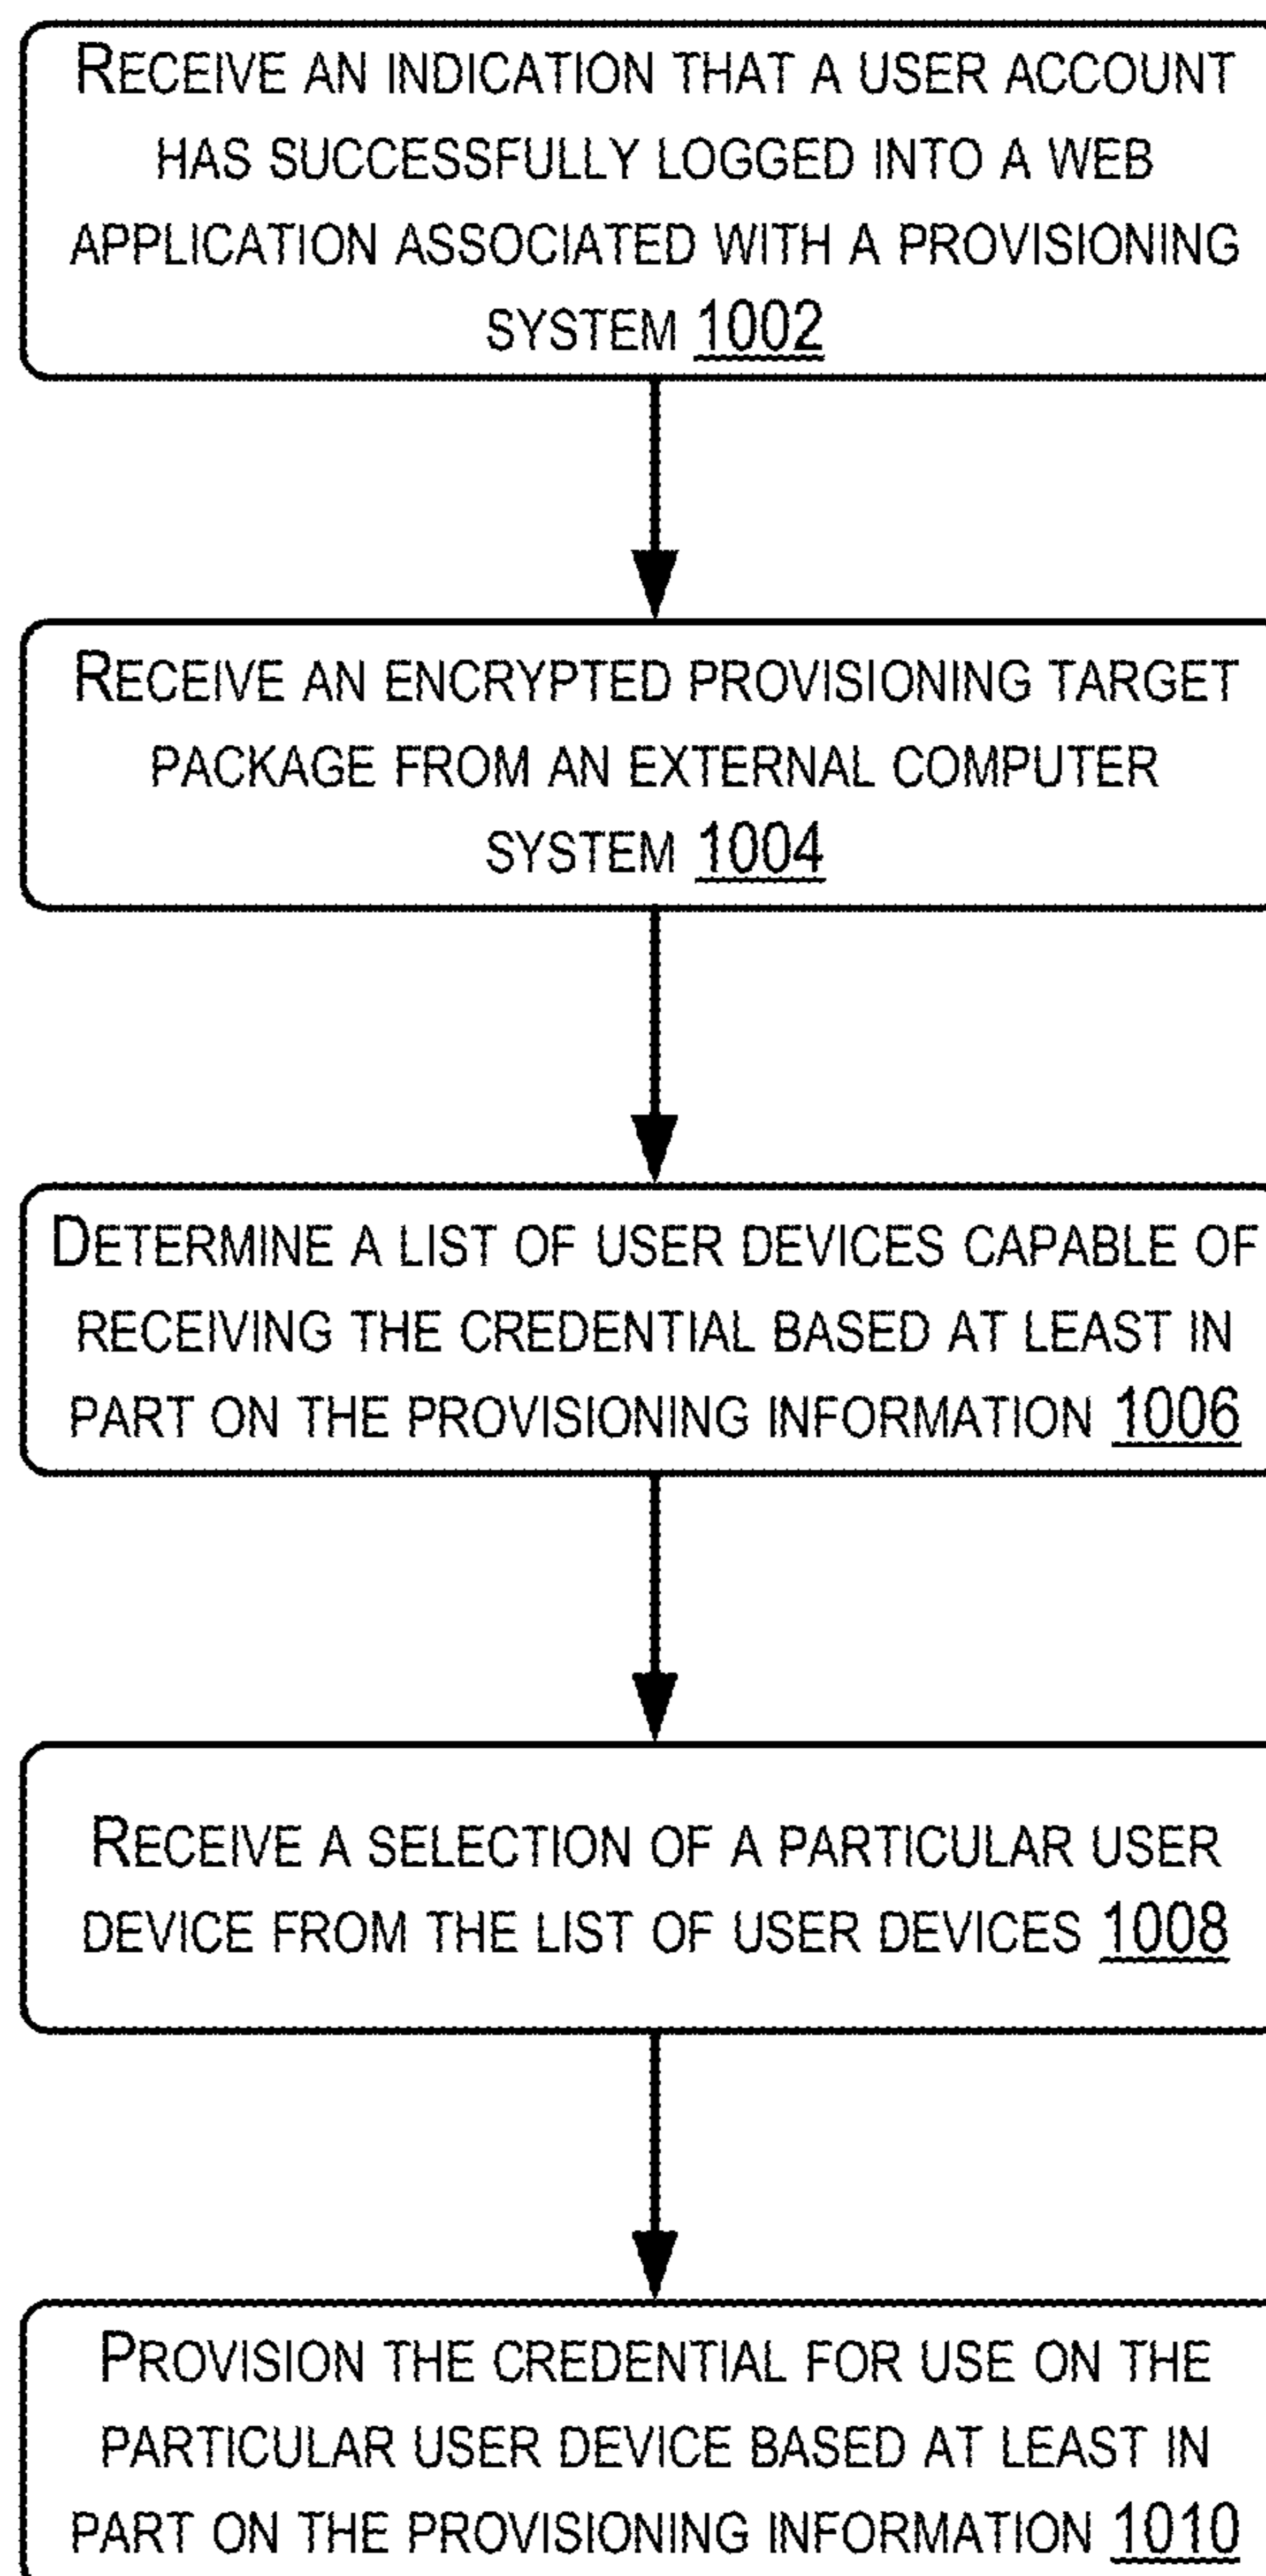 RECEIVE AN INDICATION THAT A USER ACCOUNT
HAS SUCCESSFULLY LOGGED INTO A WEB
APPLICATION ASSOCIATED WITH A PROVISIONING
SYSTEM 1002
RECEIVE AN ENCRYPTED PROVISIONING TARGET
PACKAGE FROM AN EXTERNAL COMPUTER
SYSTEM 1004
DETERMINE A LIST OF USER DEVICES CAPABLE OF
RECEIVING THE CREDENTIAL BASED AT LEAST IN
PART ON THE PROVISIONING INFORMATION 1006
RECEIVE A SELECTION OF A PARTICULAR USER
DEVICE FROM THE LIST OF USER DEVICES 1008
PROVISION THE CREDENTIAL FOR USE ON THE
PARTICULAR USER DEVICE BASED AT LEAST IN
PART ON THE PROVISIONING INFORMATION 1010